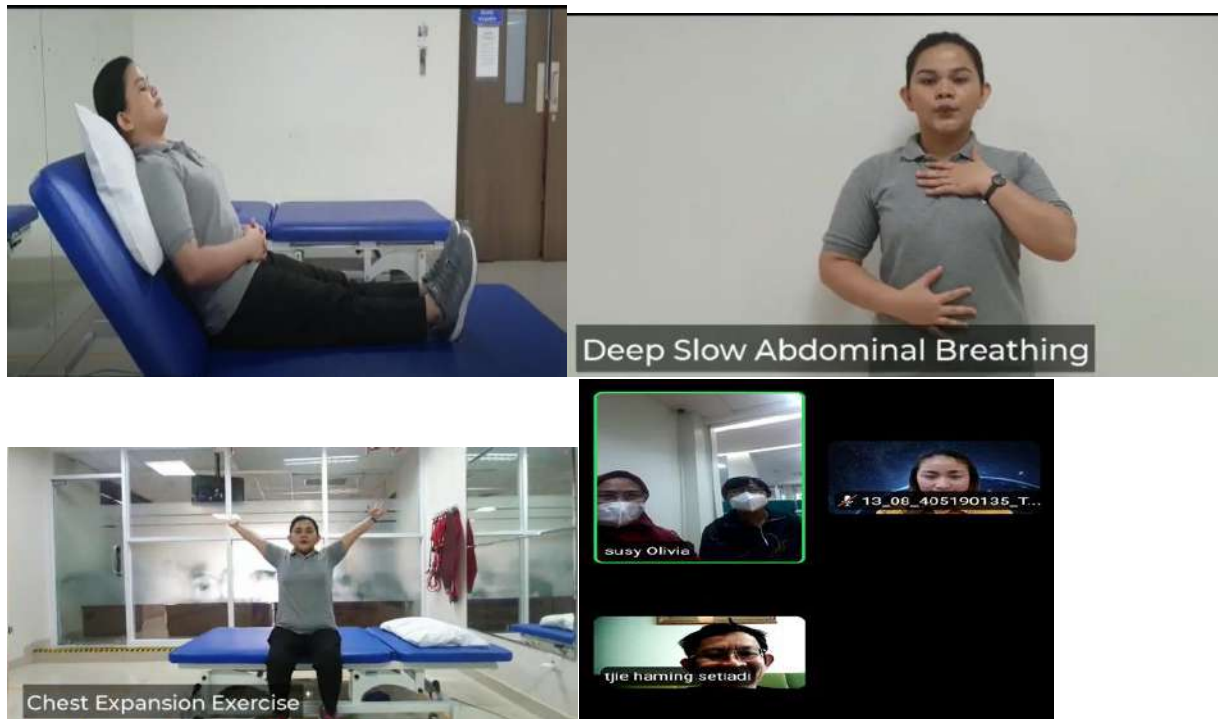 Deep Slow Abdominal Breathing
Chest Expansion Exercise
susy Olivia
13_08_405190135_T...
tjie haming setiadi